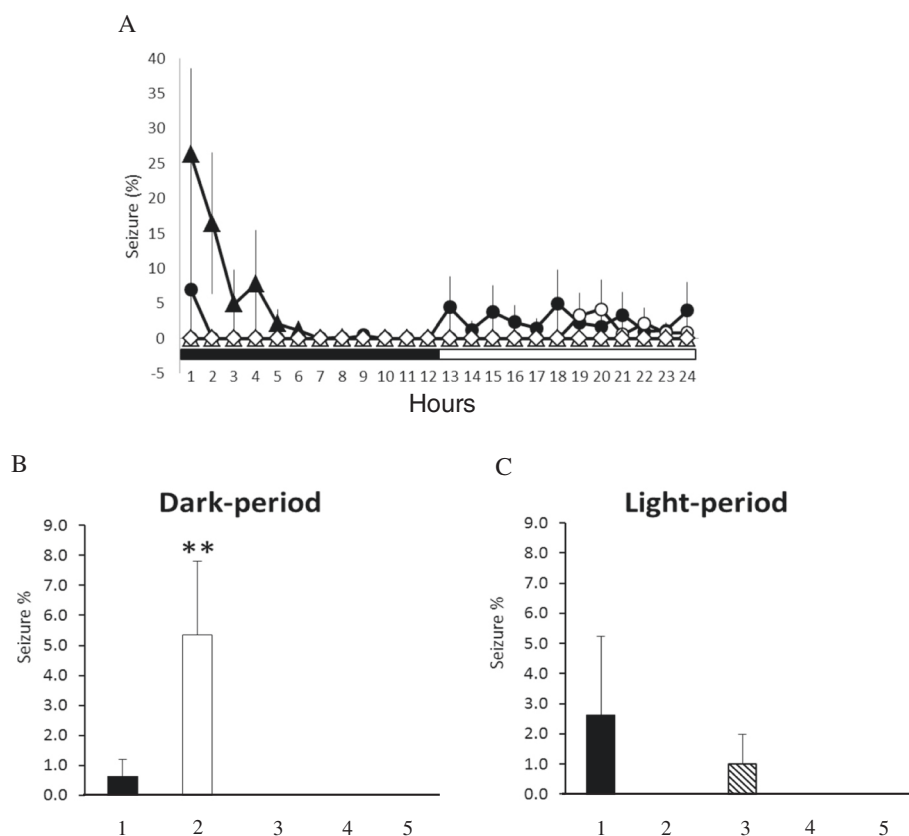 A
40
35
30
25
20
15
10
5
0
-5
Seizure (%)
1 2 3 4 5 6 7 8 9 10 11 12 13 14 15 16 17 18 19 20 21 22 23 24
Hours
B
Dark-period
9.0
8.0
7.0
6.0
5.0
4.0
3.0
2.0
1.0
0.0
Seizure %
**
1 2 3 4 5
C
Light-period
9.0
8.0
7.0
6.0
5.0
4.0
3.0
2.0
1.0
0.0
Seizure %
1 2 3 4 5